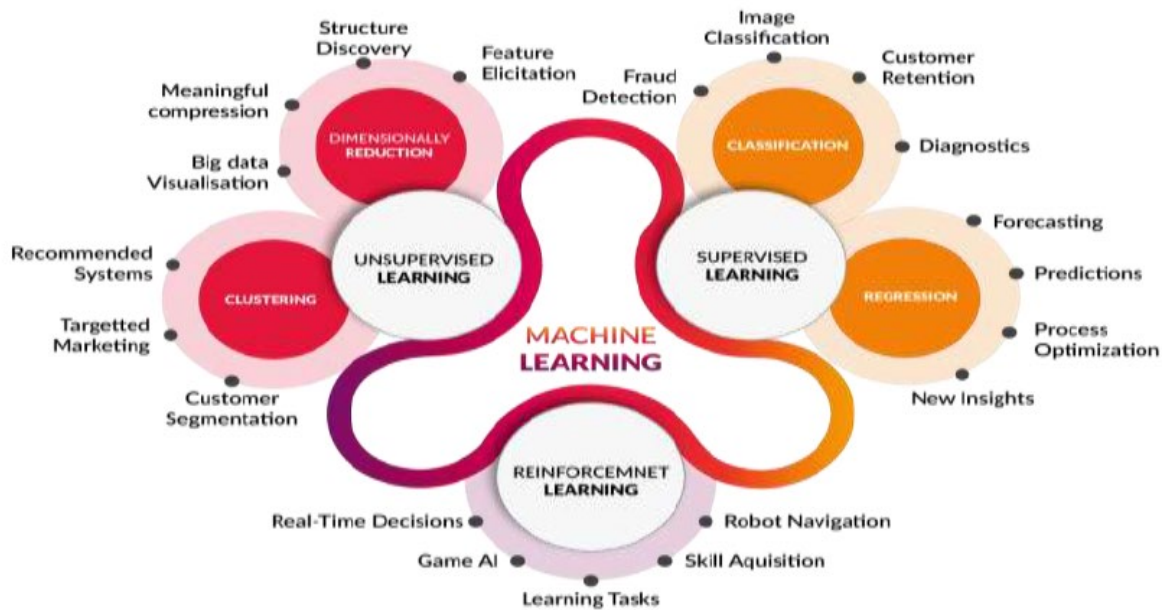 Structure
Discovery
Feature
Elicitation
Meaningful
compression
Big data
Visualisation
DIMENSIONALLY
REDUCTION
Recommended
Systems
Targetted
Marketing
Customer
Segmentation
CLUSTERING
UNSUPERVISED
LEARNING
Image
Classification
Fraud
Detection
Customer
Retention
Diagnostics
CLASSIFICATION
SUPERVISED
LEARNING
Forecasting
Predictions
Process
Optimization
New Insights
REGRESSION
MACHINE
LEARNING
REINFORCEMNET
LEARNING
Real-Time Decisions
Game AI
Learning Tasks
Skill Aquisition
Robot Navigation